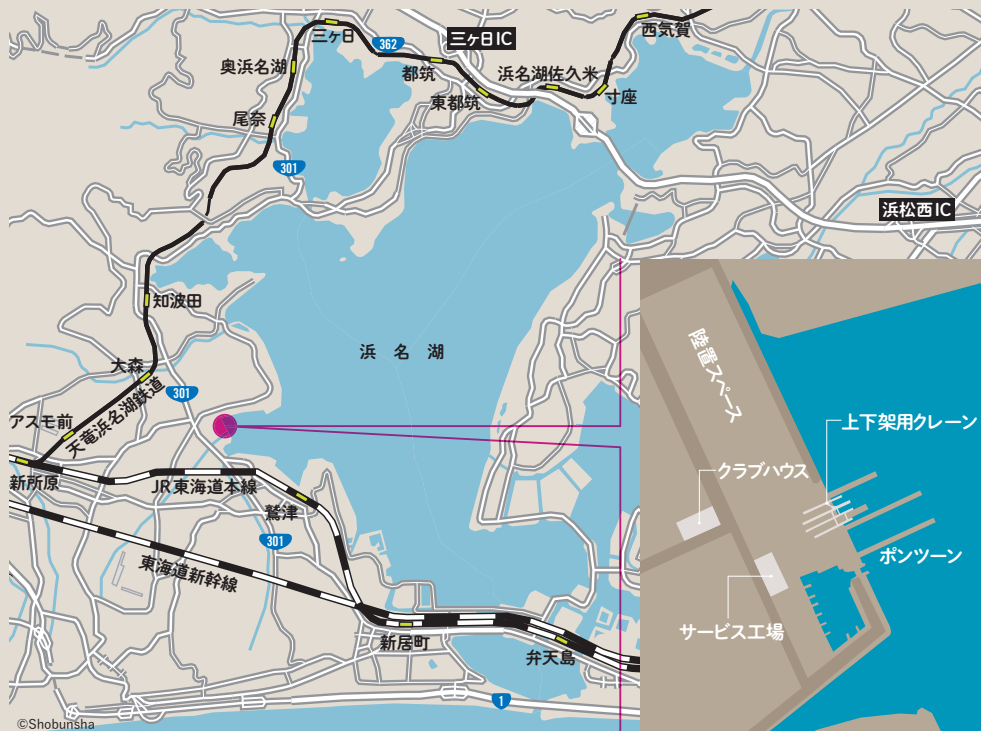 三ヶ日
362
三ヶ日IC
西気賀
奥浜名湖
都筑
浜名湖佐久米
東都筑
寸座
尾奈
301
浜松西IC
知波田
浜名湖
大森
301
天竜浜名湖鉄道
アスモ前
新所原
JR東海道本線
鷲津
301
東海道新幹線
新居町
弁天島
1
©Shobunsha
陸置スペース
上下架用クレーン
クラブハウス
ポンツーン
サービス工場